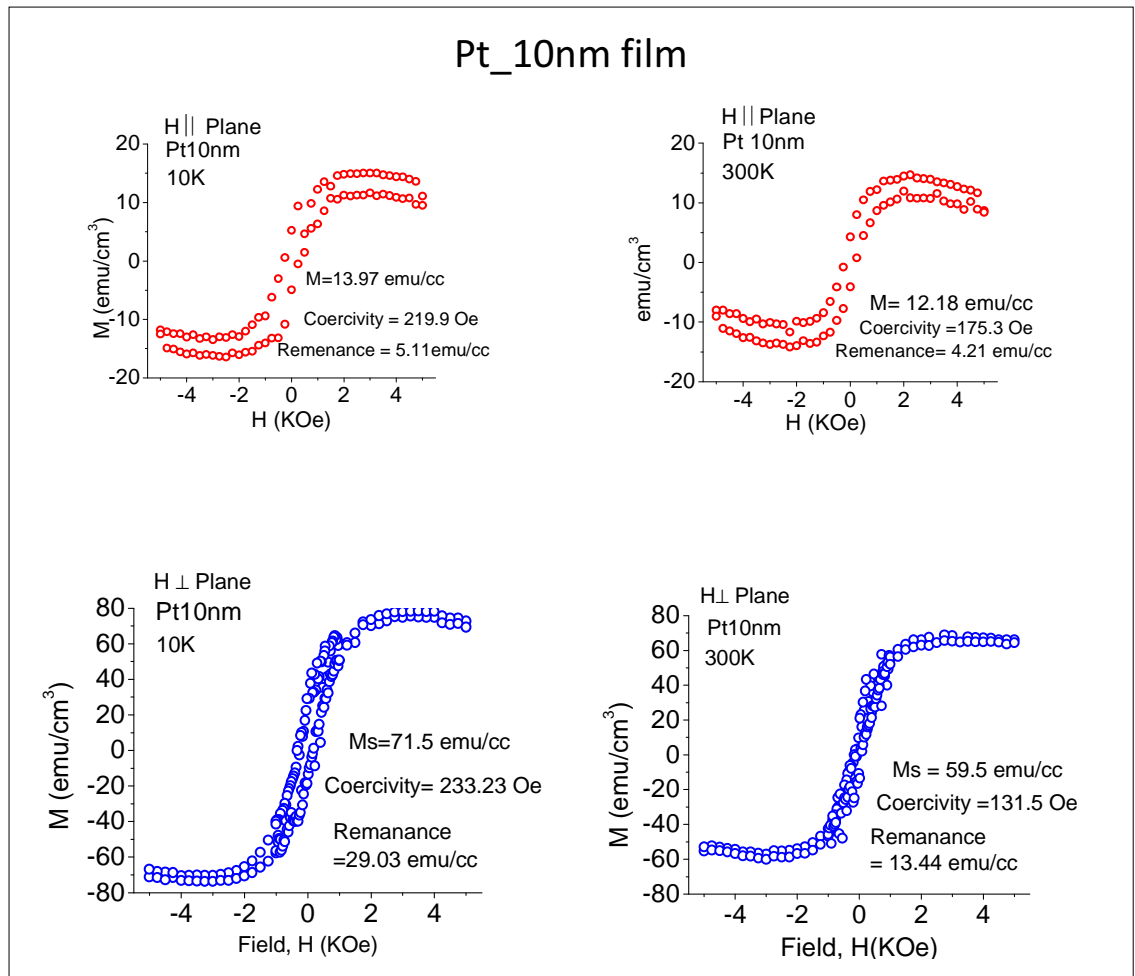 Pt_10nm film
H || Plane
Pt10nm
10K
M, (emu/cm³)
20
10
0
-10
-20
M=13.97 emu/cc
Coercivity = 219.9 Oe
Remenance = 5.11emu/cc
-4 -2 0 2 4
H (KOe)
H || Plane
Pt 10nm
300K
emu/cm³
20
10
0
-10
-20
M= 12.18 emu/cc
Coercivity =175.3 Oe
Remenance= 4.21 emu/cc
-4 -2 0 2 4
H (KOe)
H ⊥ Plane
Pt10nm
10K
M (emu/cm³)
80
60
40
20
0
-20
-40
-60
-80
Ms=71.5 emu/cc
Coercivity= 233.23 Oe
Remanance
=29.03 emu/cc
-4 -2 0 2 4
Field, H (KOe)
H⊥ Plane
Pt10nm
300K
M (emu/cm³)
80
60
40
20
0
-20
-40
-60
-80
Ms = 59.5 emu/cc
Coercivity =131.5 Oe
Remanance
= 13.44 emu/cc
-4 -2 0 2 4
Field, H(KOe)